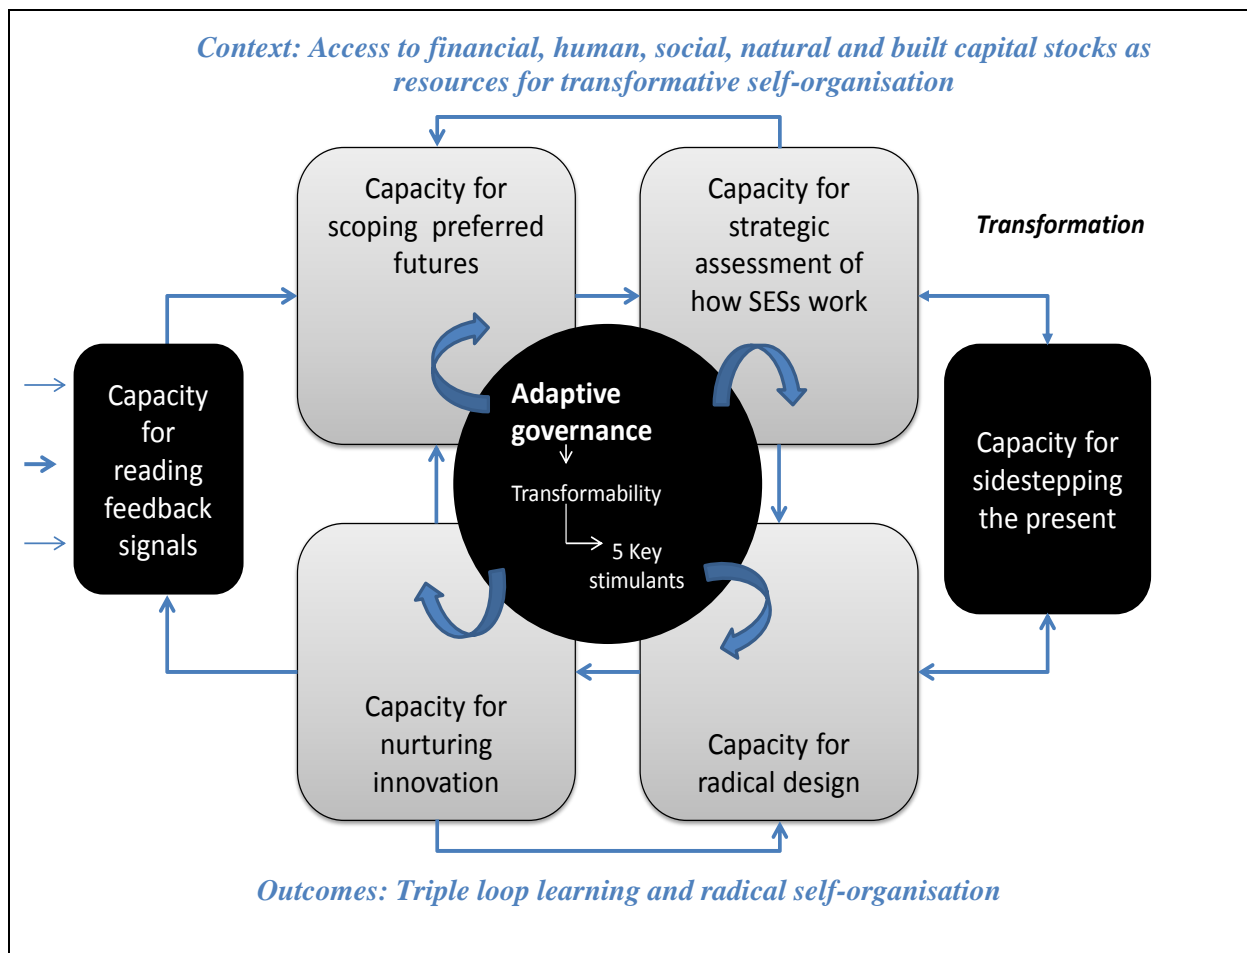 Context: Access to financial, human, social, natural and built capital stocks as
resources for transformative self-organisation
Capacity for
scoping preferred
futures
Capacity for
strategic
assessment of
how SESs work
Transformation
Capacity
for
reading
feedback
signals
Adaptive
governance
Transformability
5 Key
stimulants
Capacity for
sidestepping
the present
Capacity for
nurturing
innovation
Capacity for
radical design
Outcomes: Triple loop learning and radical self-organisation